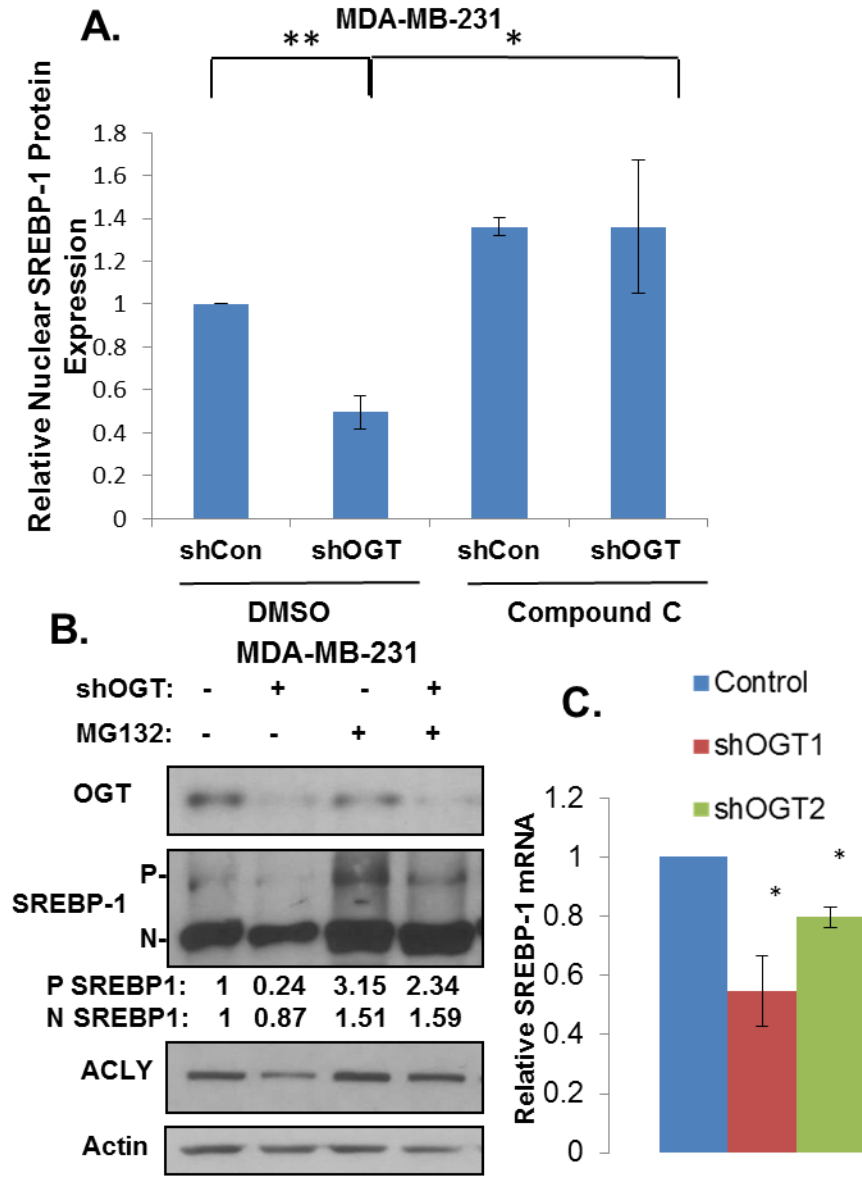 A.
MDA-MB-231
** *
Relative Nuclear SREBP-1 Protein
Expression
1.8
1.6
1.4
1.2
1
0.8
0.6
0.4
0.2
0
shCon shOGT shCon shOGT
DMSO Compound C
B.
MDA-MB-231
shOGT: - + - +
MG132: - - + +
OGT
P-
SREBP-1
N-
P SREBP1: 1 0.24 3.15 2.34
N SREBP1: 1 0.87 1.51 1.59
ACLY
Actin
C.
Control
shOGT1
shOGT2
Relative SREBP-1 mRNA
1.2
1
0.8
0.6
0.4
0.2
0
* *